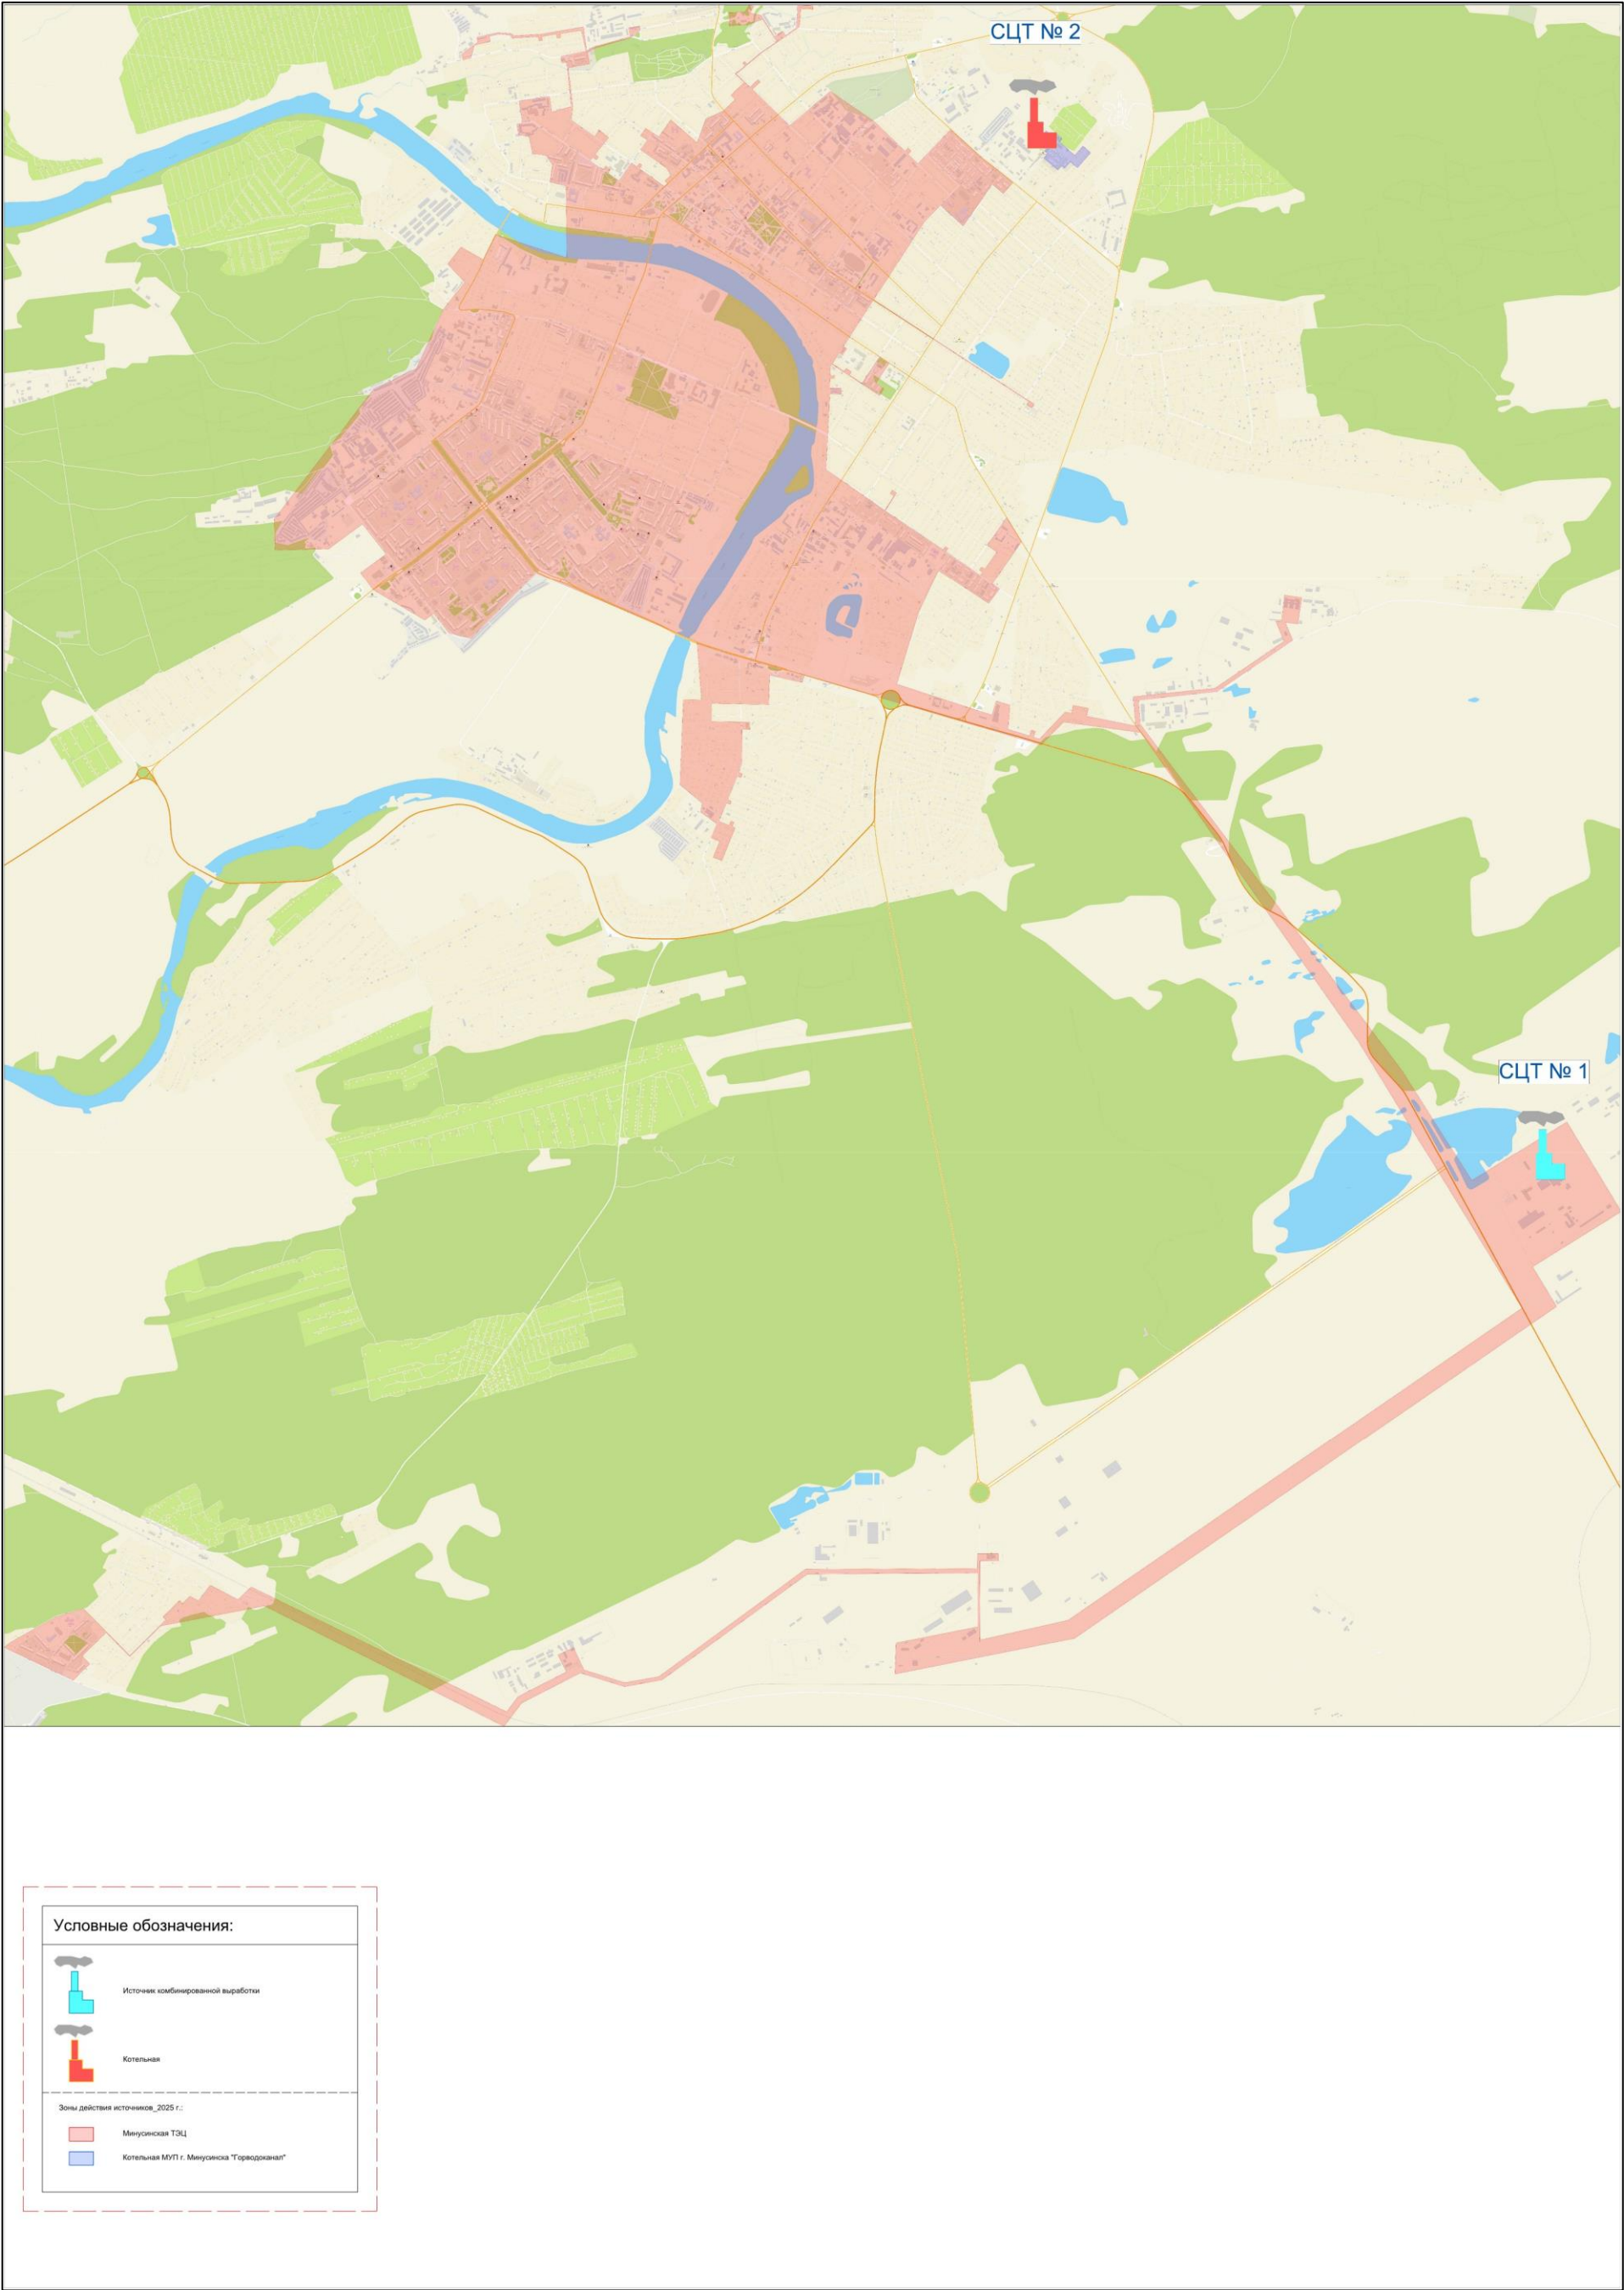 СЦТ № 2
СЦТ № 1
Условные обозначения:
Источник комбинированной выработки
Котельная
Зоны действия источников_2025 г.:
Минусинская ТЭЦ
Котельная МУП г. Минусинска "Горводоканал"